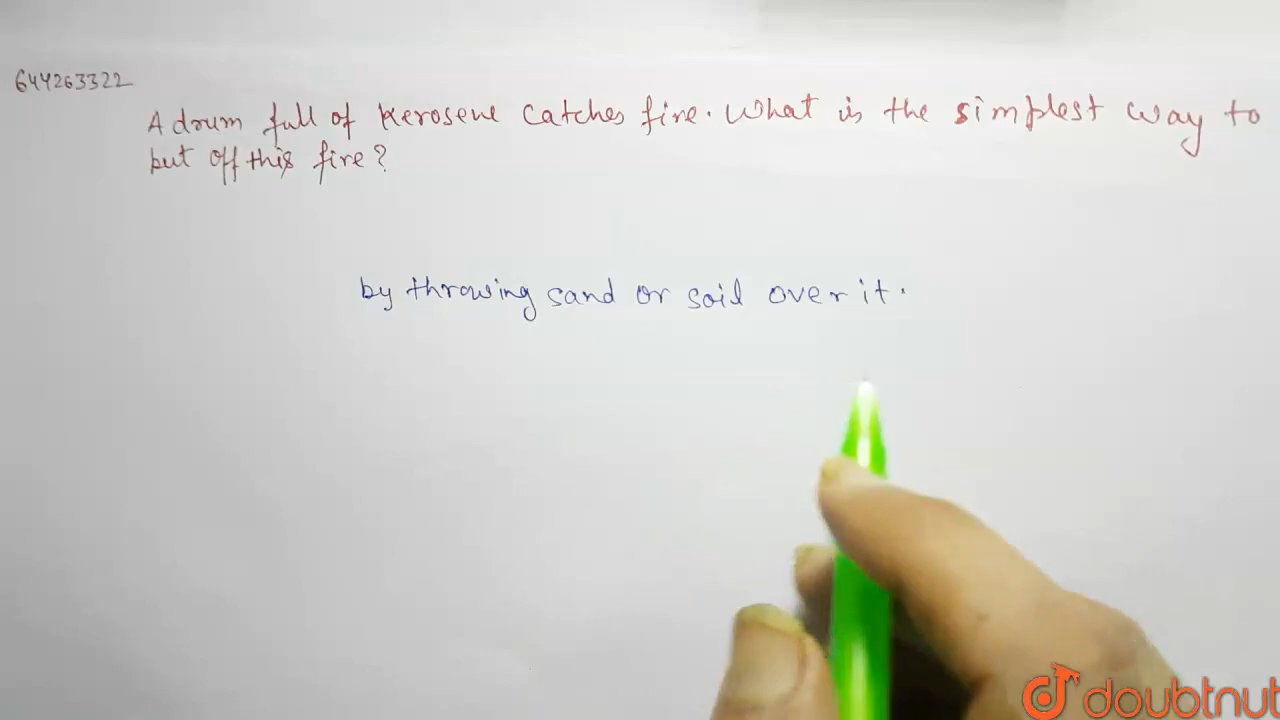 644263322
A drum full of kerosene catches fire. What is the simplest way to
but off this fire?
by throwing sand or soil over it.
doubtnut